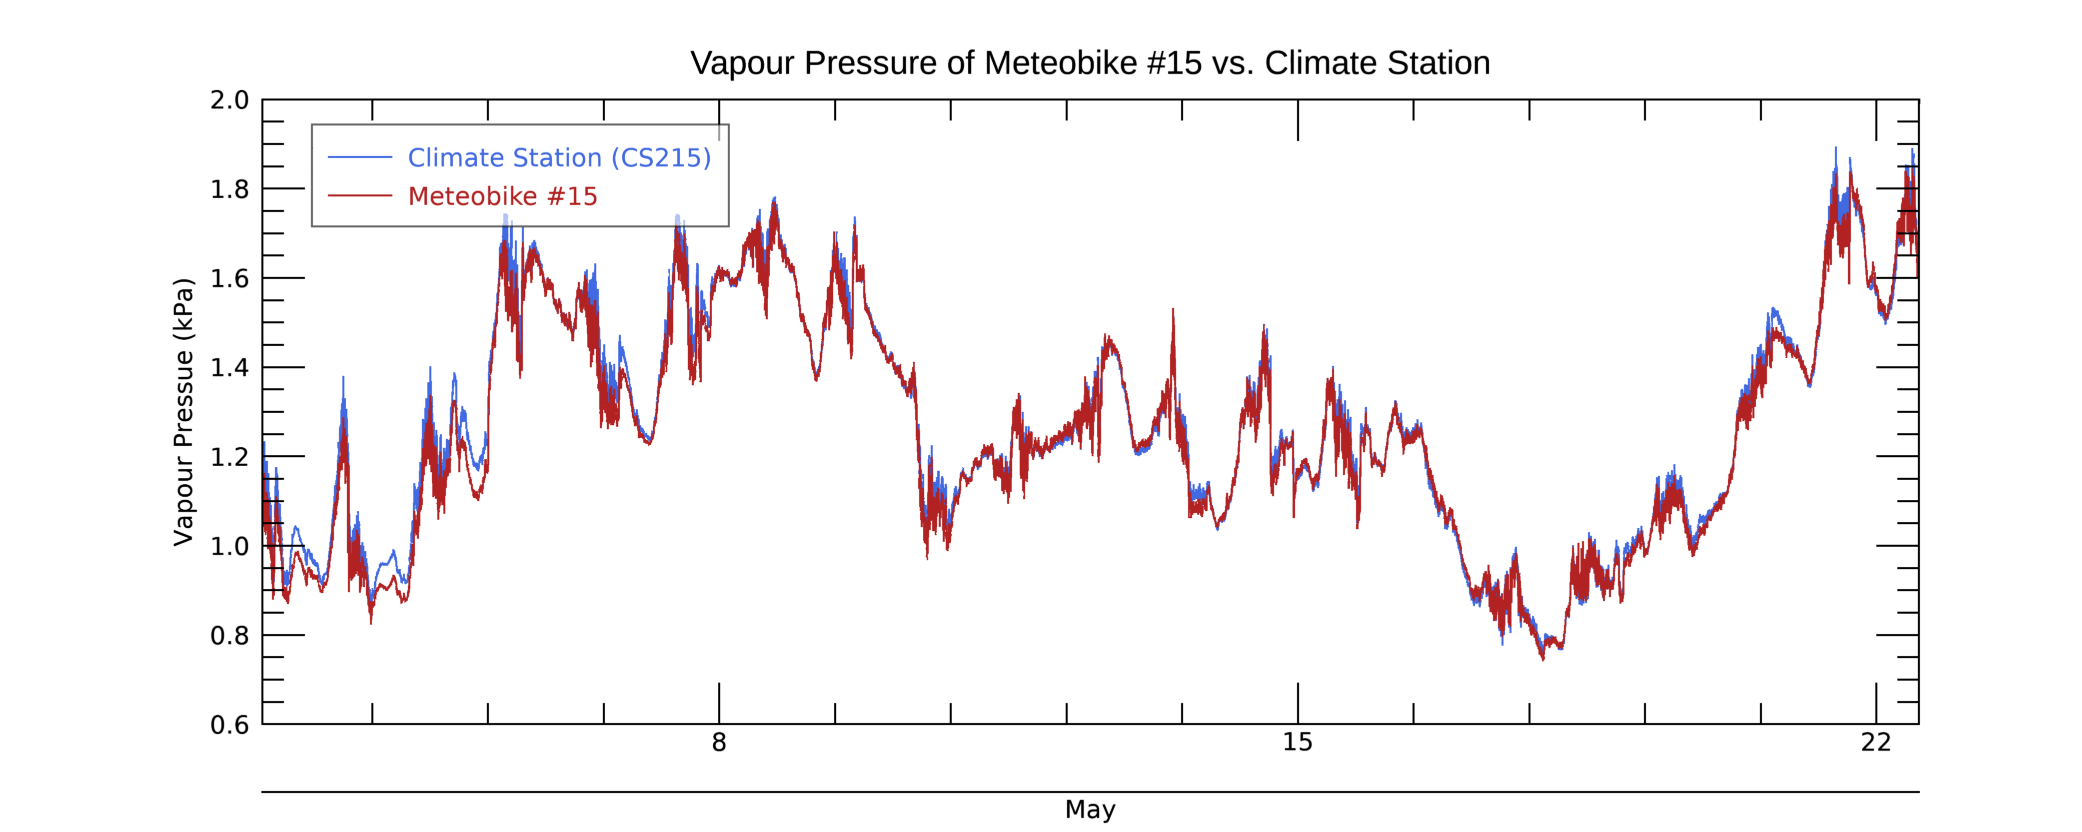 Vapour Pressure of Meteobike #15 vs. Climate Station
2.0
Climate Station (CS215)
Meteobike #15
1.8
1.6
1.4
1.2
1.0
0.8
0.6
Vapour Pressue (kPa)
8
15
22
May